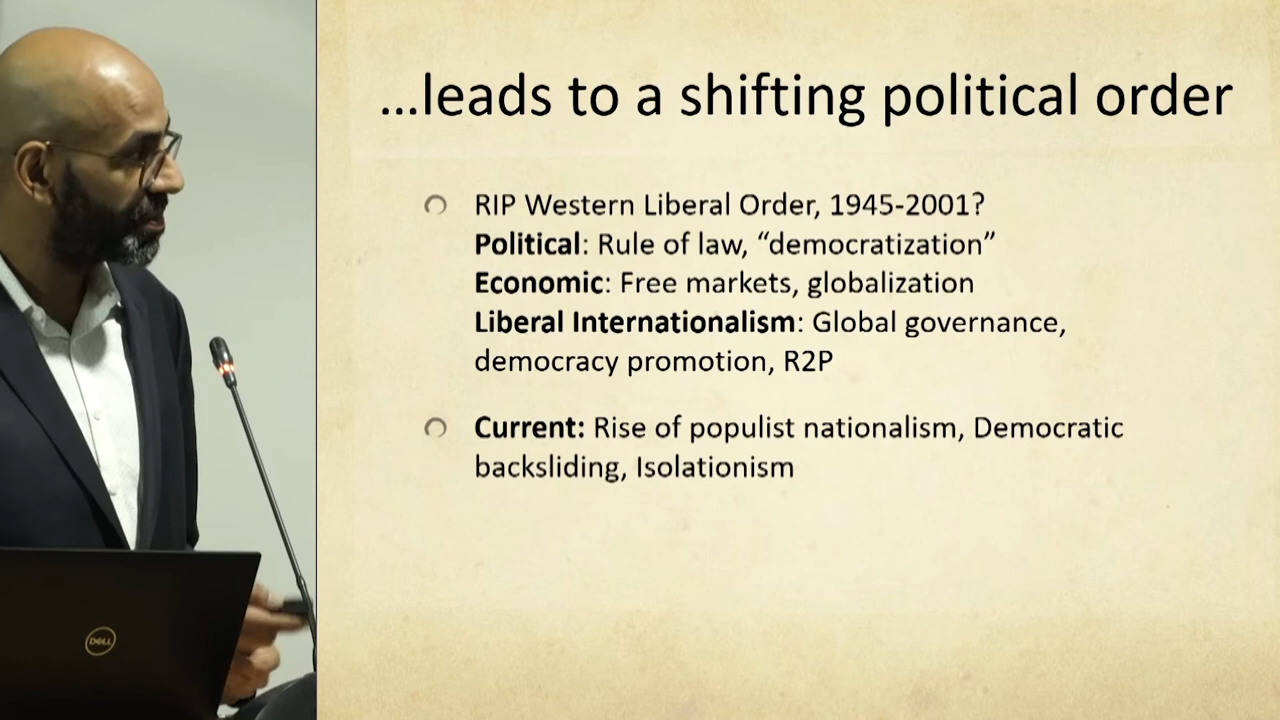 ...leads to a shifting political order
RIP Western Liberal Order, 1945-2001?
Political: Rule of law, “democratization”
Economic: Free markets, globalization
Liberal Internationalism: Global governance,
democracy promotion, R2P
Current: Rise of populist nationalism, Democratic
backsliding, Isolationism
DELL